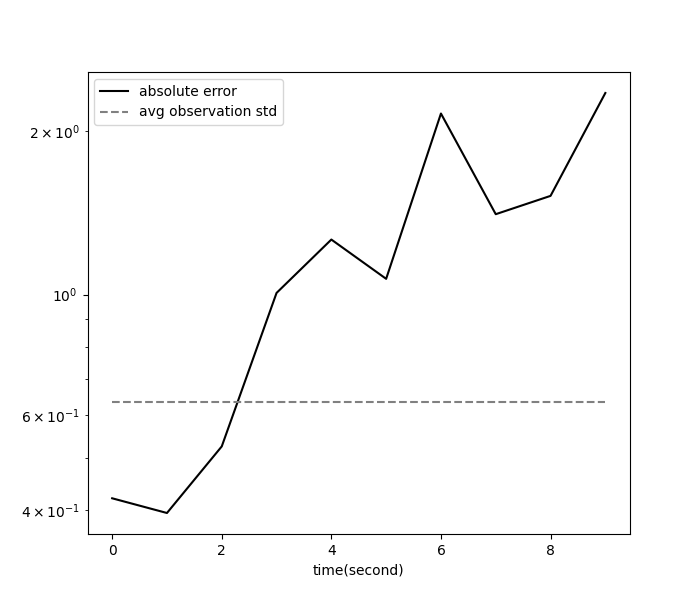 absolute error
avg observation std
2 × 10⁰
10⁰
6 × 10⁻¹
4 × 10⁻¹
0 2 4 6 8
time(second)